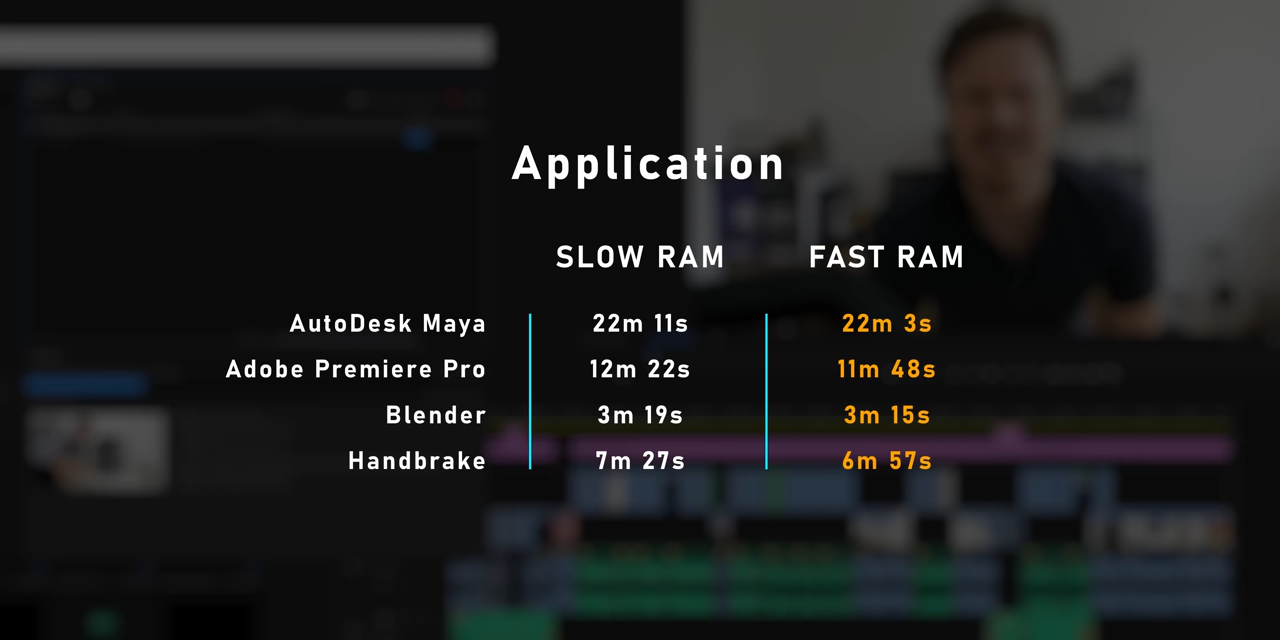 Application
SLOW RAM FAST RAM
AutoDesk Maya 22m 11s 22m 3s
Adobe Premiere Pro 12m 22s 11m 48s
Blender 3m 19s 3m 15s
Handbrake 7m 27s 6m 57s